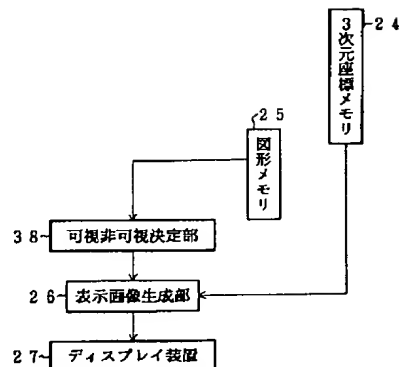 24
3次元座標メモリ
25
図形メモリ
38 可視非可視決定部
26 表示画像生成部
27 ディスプレイ装置